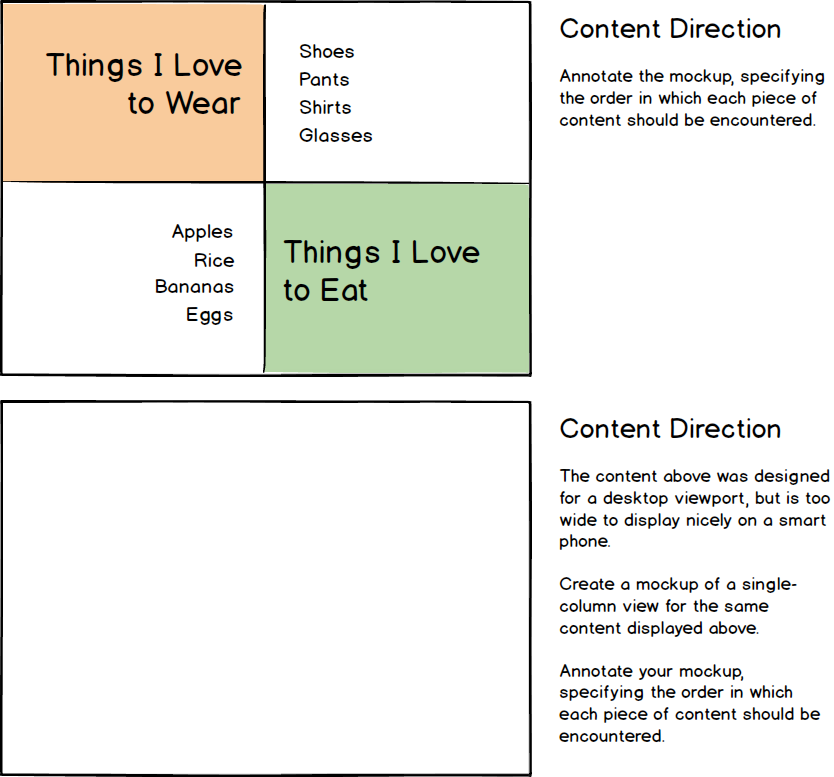 Things I Love
to Wear
Shoes
Pants
Shirts
Glasses
Things I Love
to Eat
Apples
Rice
Bananas
Eggs
Content Direction
Annotate the mockup, specifying
the order in which each piece of
content should be encountered.
Content Direction
The content above was designed
for a desktop viewport, but is too
wide to display nicely on a smart
phone.
Create a mockup of a single-
column view for the same
content displayed above.
Annotate your mockup,
specifying the order in which
each piece of content should be
encountered.